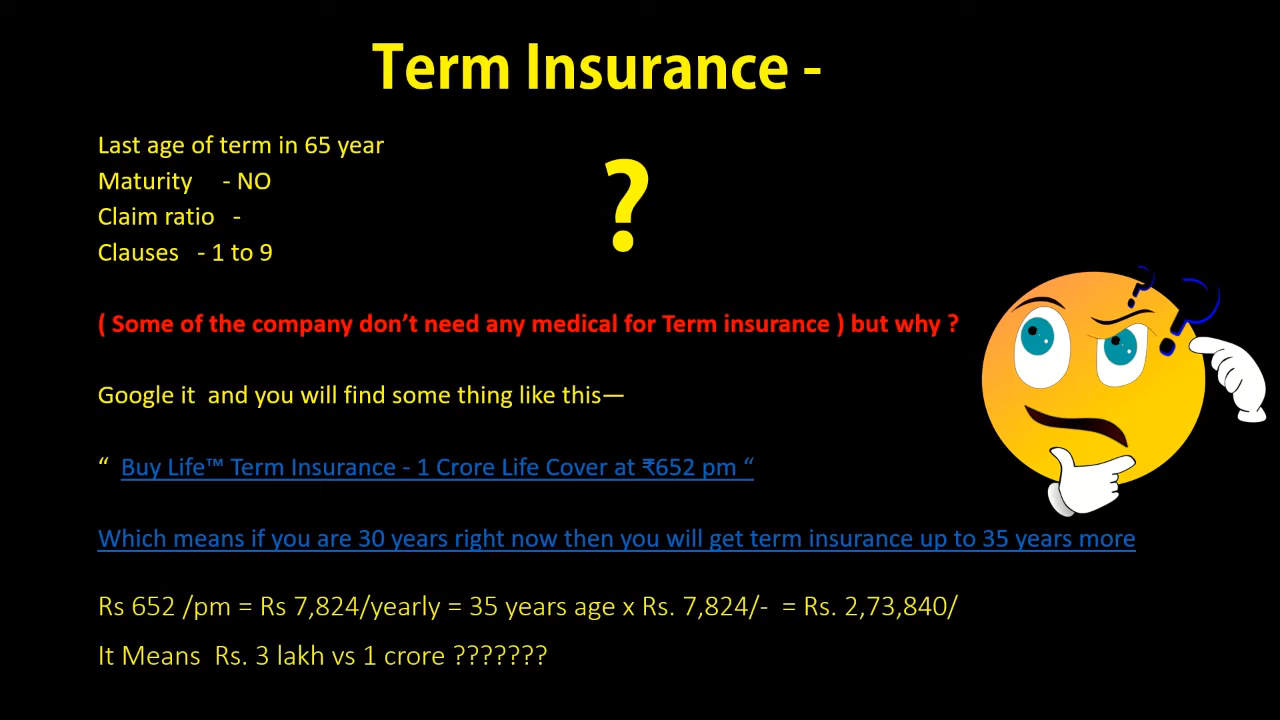 Term Insurance -
Last age of term in 65 year
Maturity - NO
Claim ratio -
Clauses - 1 to 9
?
( Some of the company don’t need any medical for Term insurance ) but why ?
Google it and you will find some thing like this—
“ Buy Life™ Term Insurance - 1 Crore Life Cover at ₹652 pm “
Which means if you are 30 years right now then you will get term insurance up to 35 years more
Rs 652 /pm = Rs 7,824/yearly = 35 years age x Rs. 7,824/- = Rs. 2,73,840/
It Means Rs. 3 lakh vs 1 crore ???????